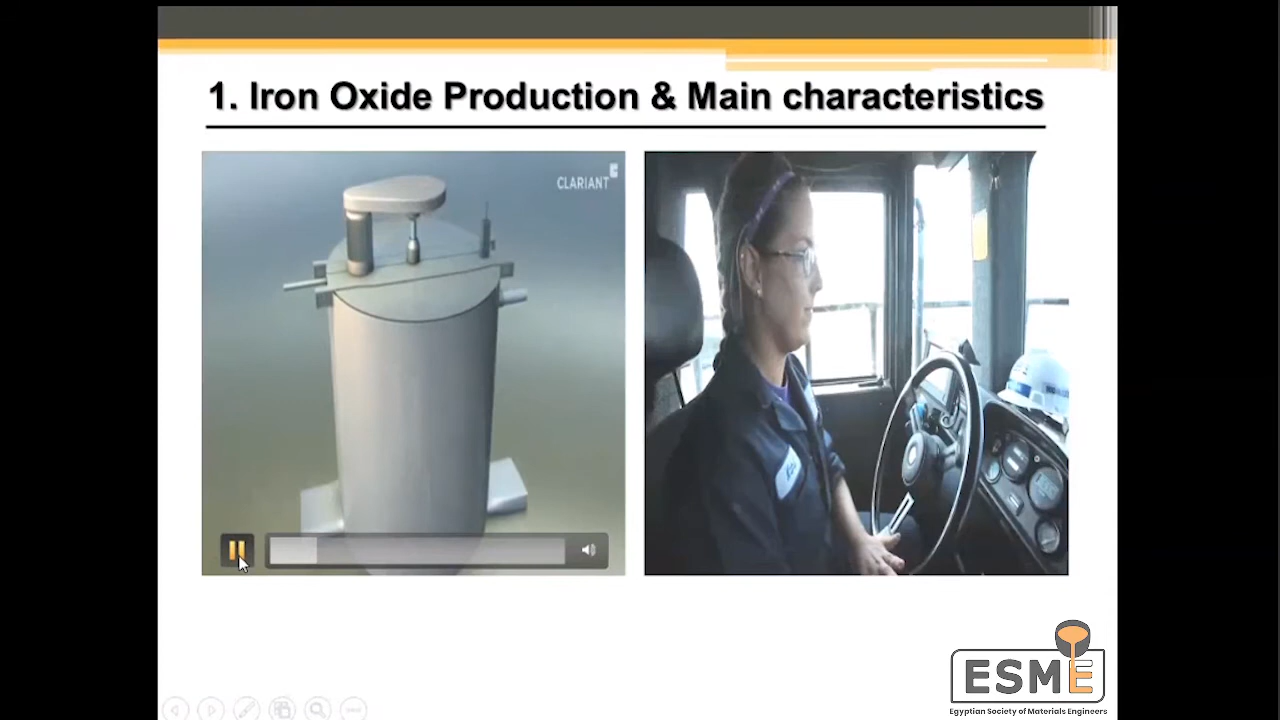 1. Iron Oxide Production & Main characteristics
CLARIANT
ESME
Egyptian Society of Materials Engineers